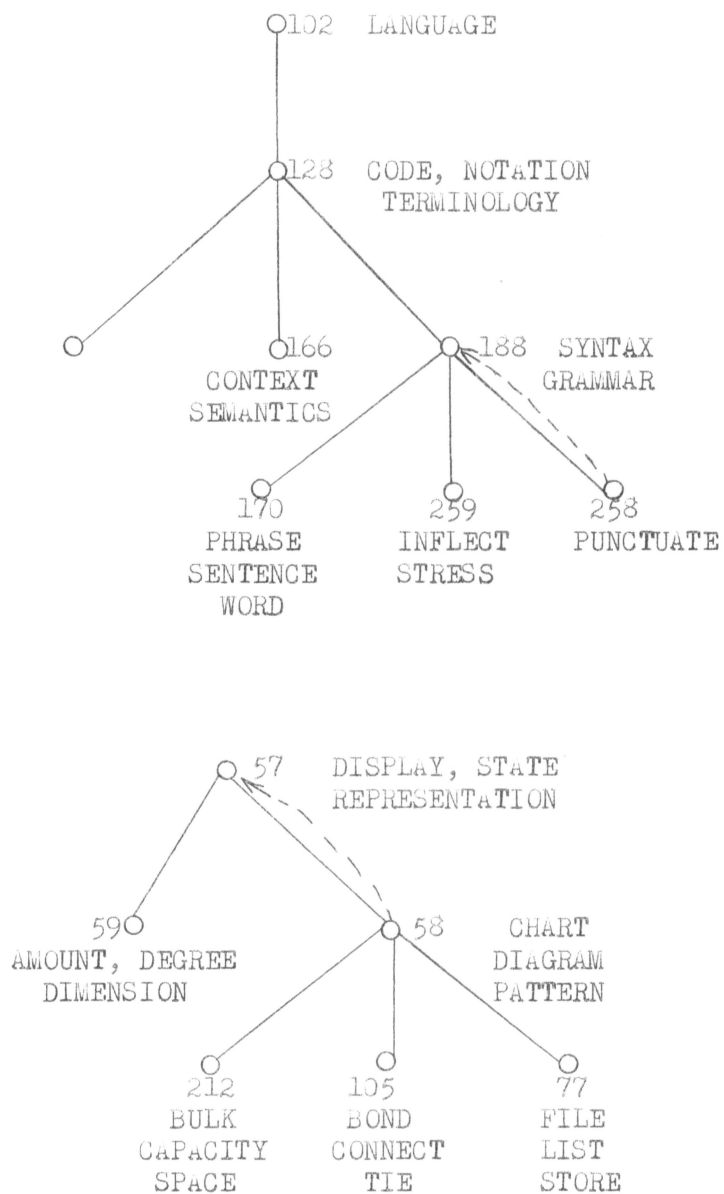 102 LANGUAGE
128 CODE, NOTATION
TERMINOLOGY
166
CONTEXT
SEMANTICS
188 SYNTAX
GRAMMAR
170
PHRASE
SENTENCE
WORD
259
INFLECT
STRESS
258
PUNCTUATE
57 DISPLAY, STATE
REPRESENTATION
59
AMOUNT, DEGREE
DIMENSION
58 CHART
DIAGRAM
PATTERN
212
BULK
CAPACITY
SPACE
105
BOND
CONNECT
TIE
77
FILE
LIST
STORE